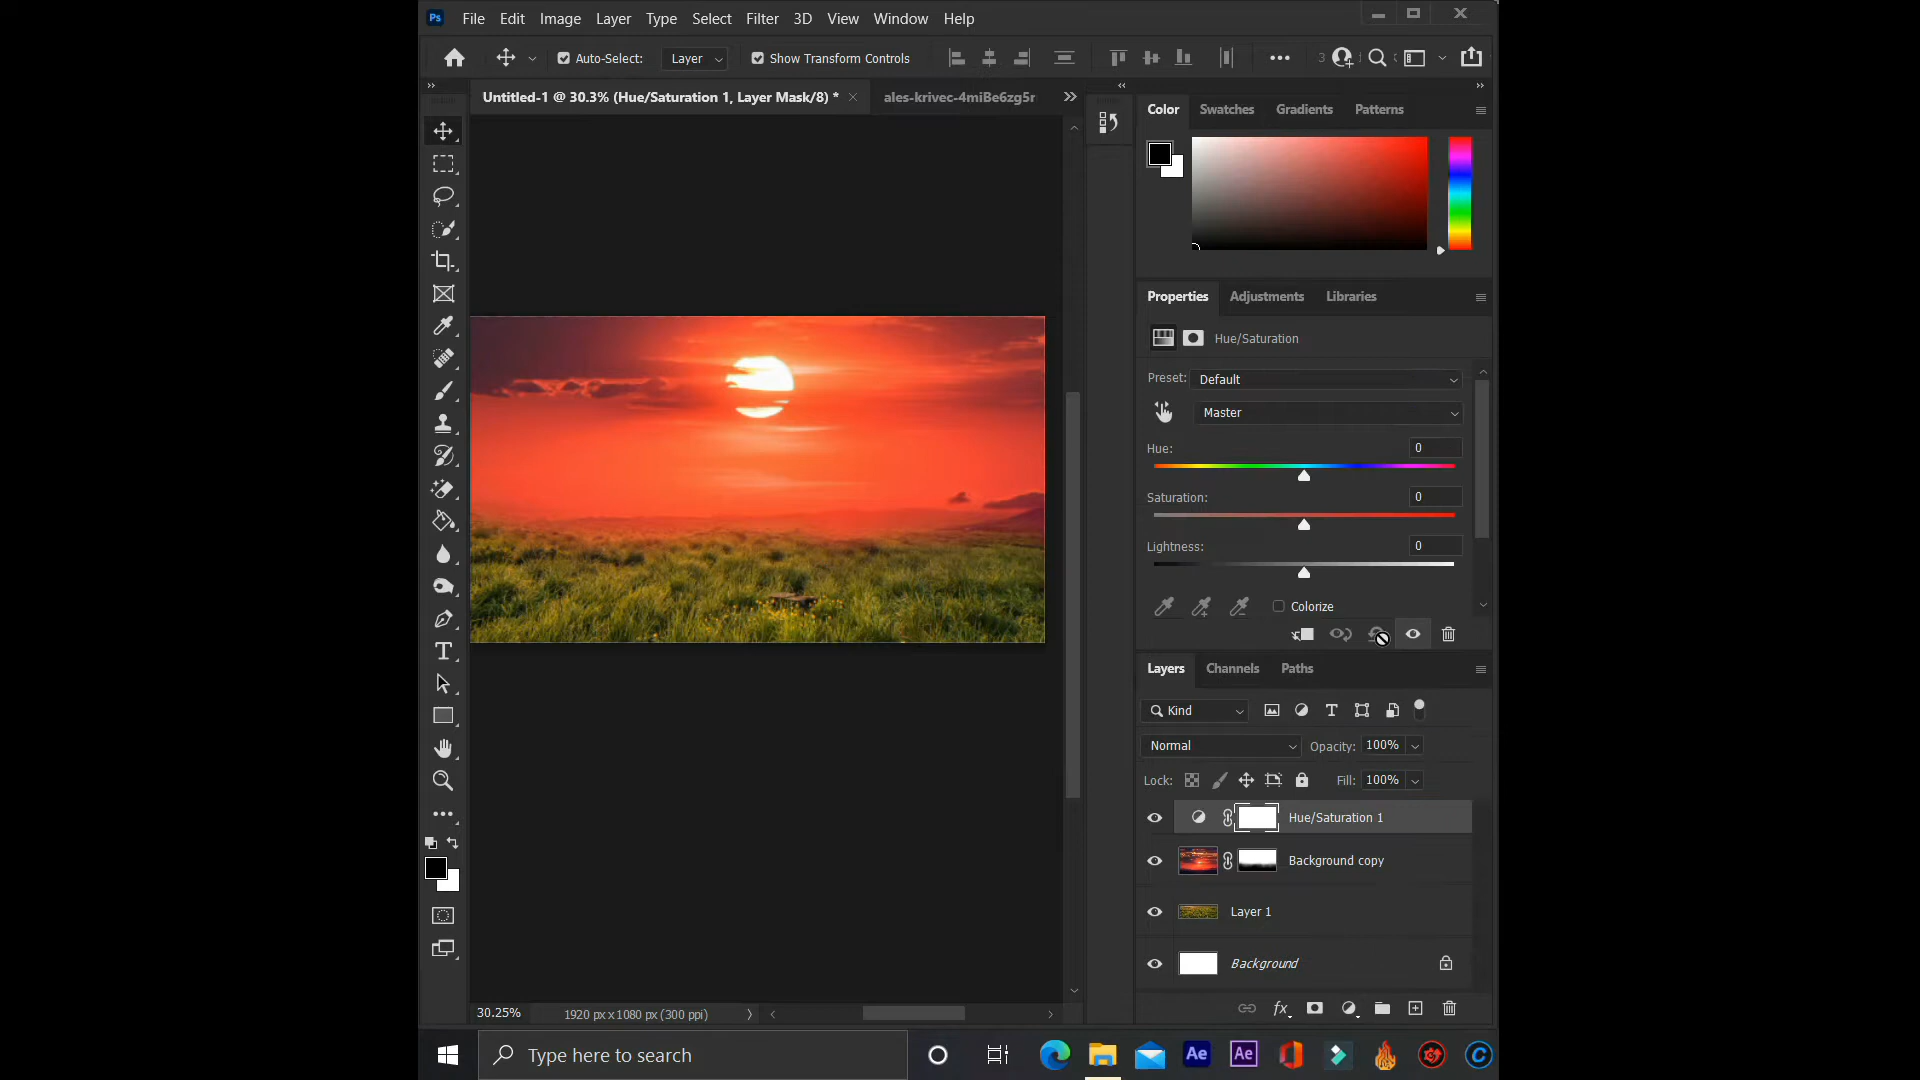 Ps File Edit Image Layer Type Select Filter 3D View Window Help
Auto-Select: Layer Show Transform Controls
Untitled-1 @ 30.3% (Hue/Saturation 1, Layer Mask/8) *
ales-krivec-4miBe6zg5r
Color Swatches Gradients Patterns
Properties Adjustments Libraries
Hue/Saturation
Preset: Default
Master
Hue: 0
Saturation: 0
Lightness: 0
Colorize
Layers Channels Paths
Kind
Normal Opacity: 100%
Lock: Fill: 100%
Hue/Saturation 1
Background copy
Layer 1
Background
30.25% 1920 px x 1080 px (300 ppi)
Type here to search
Ae Ae